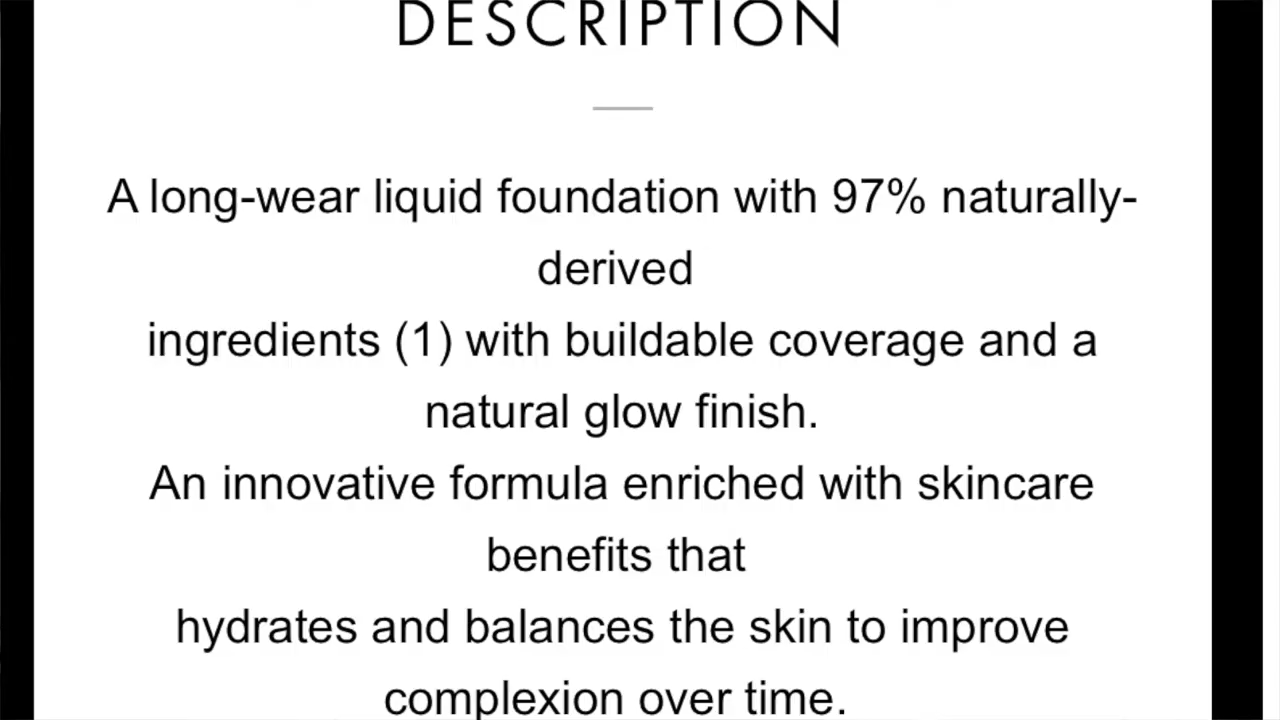 DESCRIPTION
A long-wear liquid foundation with 97% naturally-
derived
ingredients (1) with buildable coverage and a
natural glow finish.
An innovative formula enriched with skincare
benefits that
hydrates and balances the skin to improve
complexion over time.